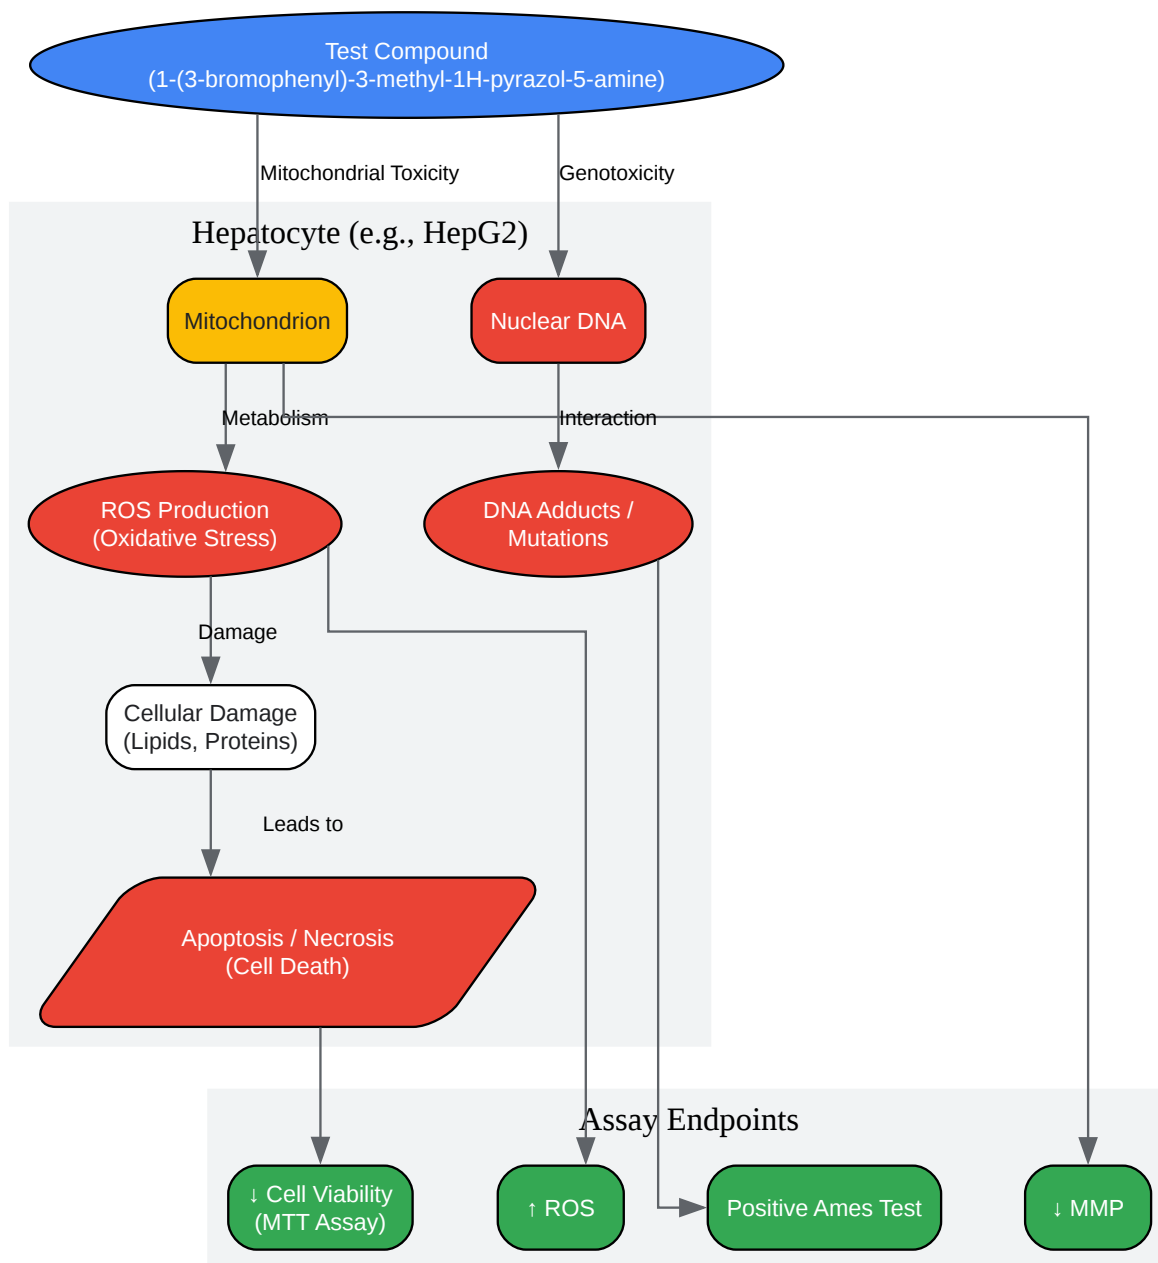 Test Compound
(1-(3-bromophenyl)-3-methyl-1H-pyrazol-5-amine)
Mitochondrial Toxicity
Genotoxicity
Hepatocyte (e.g., HepG2)
Mitochondrion
Nuclear DNA
Metabolism
Interaction
ROS Production
(Oxidative Stress)
DNA Adducts /
Mutations
Damage
Cellular Damage
(Lipids, Proteins)
Leads to
Apoptosis / Necrosis
(Cell Death)
Assay Endpoints
↓ Cell Viability
(MTT Assay)
↑ ROS
Positive Ames Test
↓ MMP